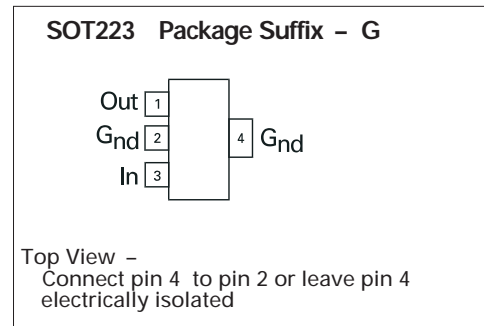 SOT223 Package Suffix – G
Out 1
Gnd 2
4 Gnd
In 3
Top View –
Connect pin 4 to pin 2 or leave pin 4
electrically isolated